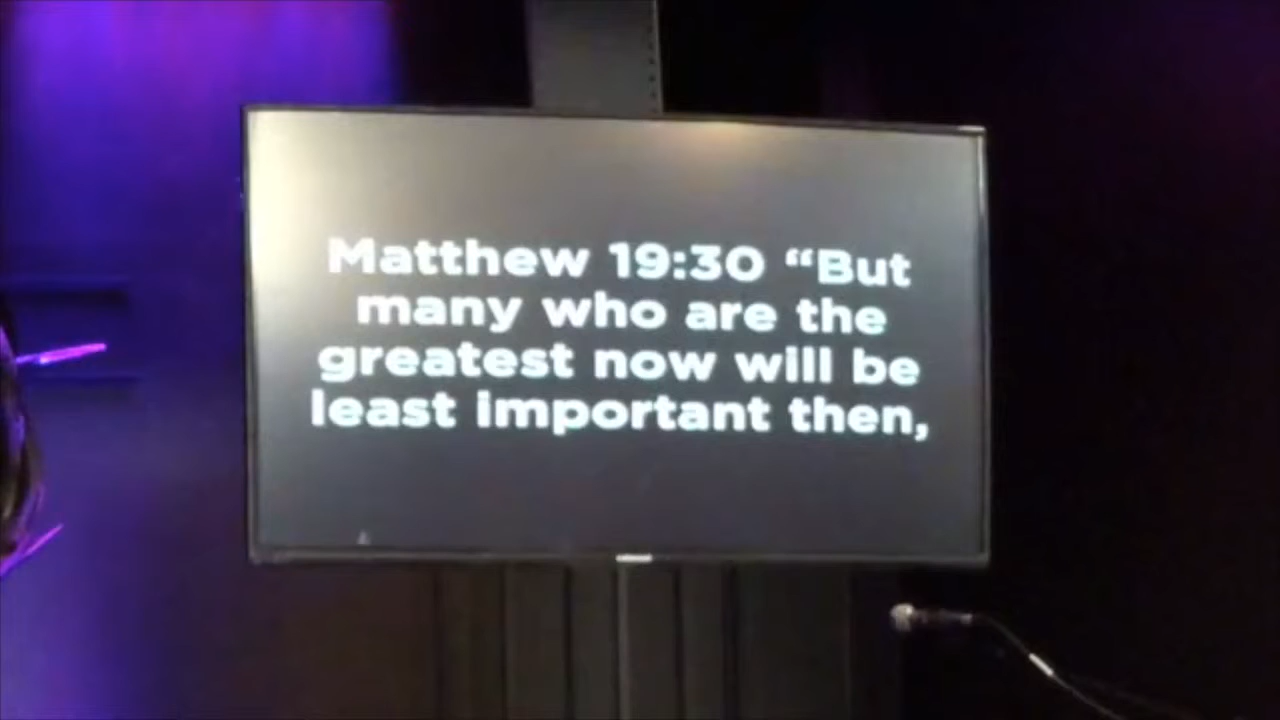 Matthew 19:30 “But
many who are the
greatest now will be
least important then,